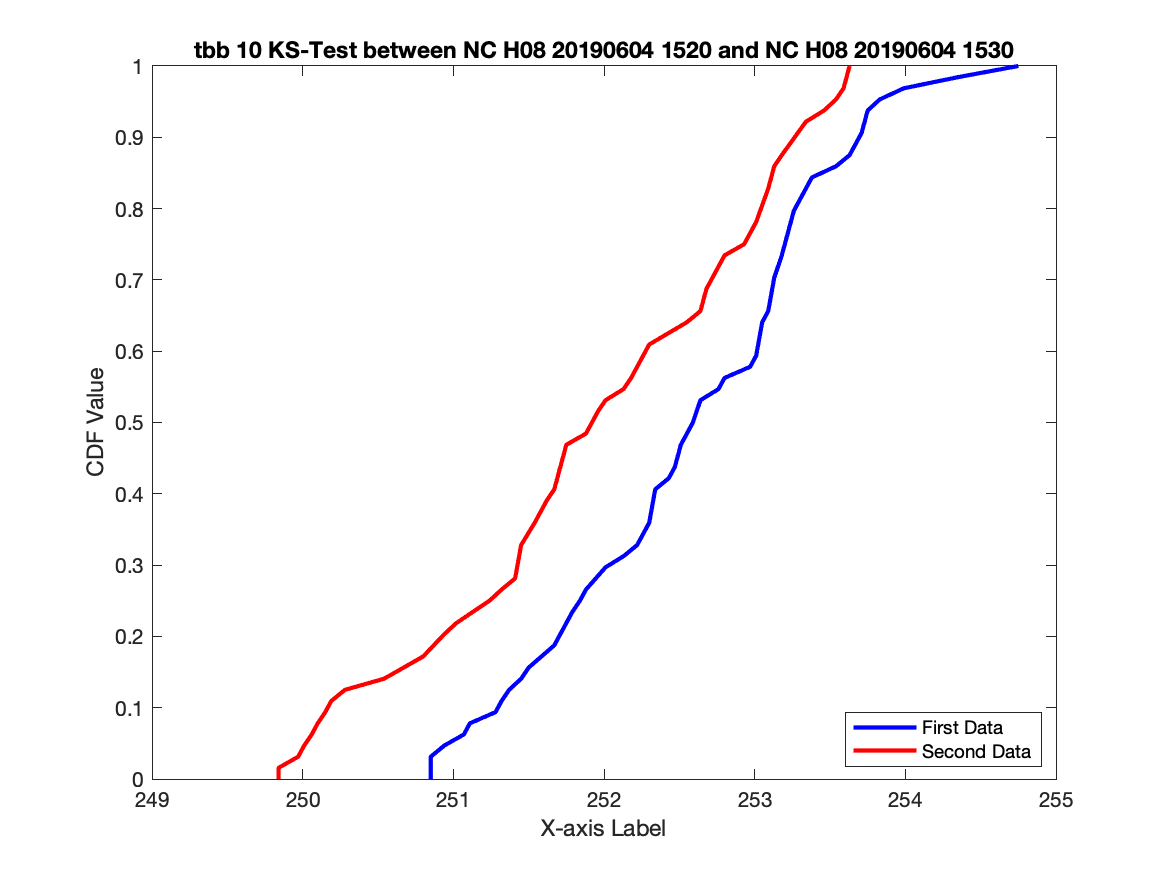 tbb 10 KS-Test between NC H08 20190604 1520 and NC H08 20190604 1530
1
0.9
0.8
0.7
0.6
0.5
0.4
0.3
0.2
0.1
0
CDF Value
First Data
Second Data
249 250 251 252 253 254 255
X-axis Label